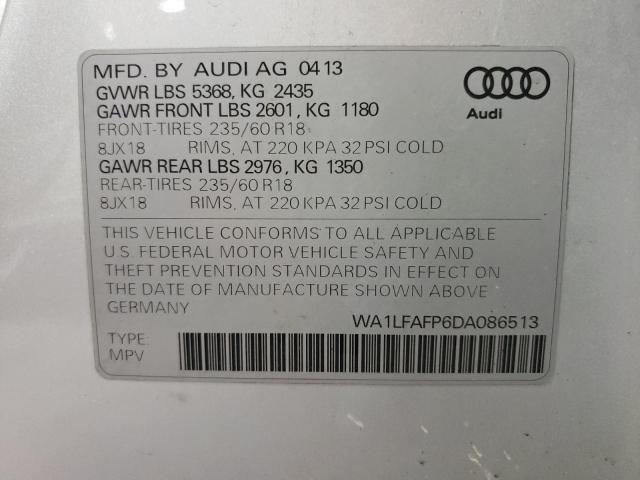 MFD. BY AUDI AG 0413
GVWR LBS 5368, KG 2435
GAWR FRONT LBS 2601, KG 1180
FRONT-TIRES 235/60 R18
8JX18 RIMS, AT 220 KPA 32 PSI COLD
GAWR REAR LBS 2976, KG 1350
REAR-TIRES 235/60 R18
8JX18 RIMS, AT 220 KPA 32 PSI COLD
Audi
THIS VEHICLE CONFORMS TO ALL APPLICABLE
U.S. FEDERAL MOTOR VEHICLE SAFETY AND
THEFT PREVENTION STANDARDS IN EFFECT ON
THE DATE OF MANUFACTURE SHOWN ABOVE.
GERMANY
WA1LFAFP6DA086513
TYPE:
MPV